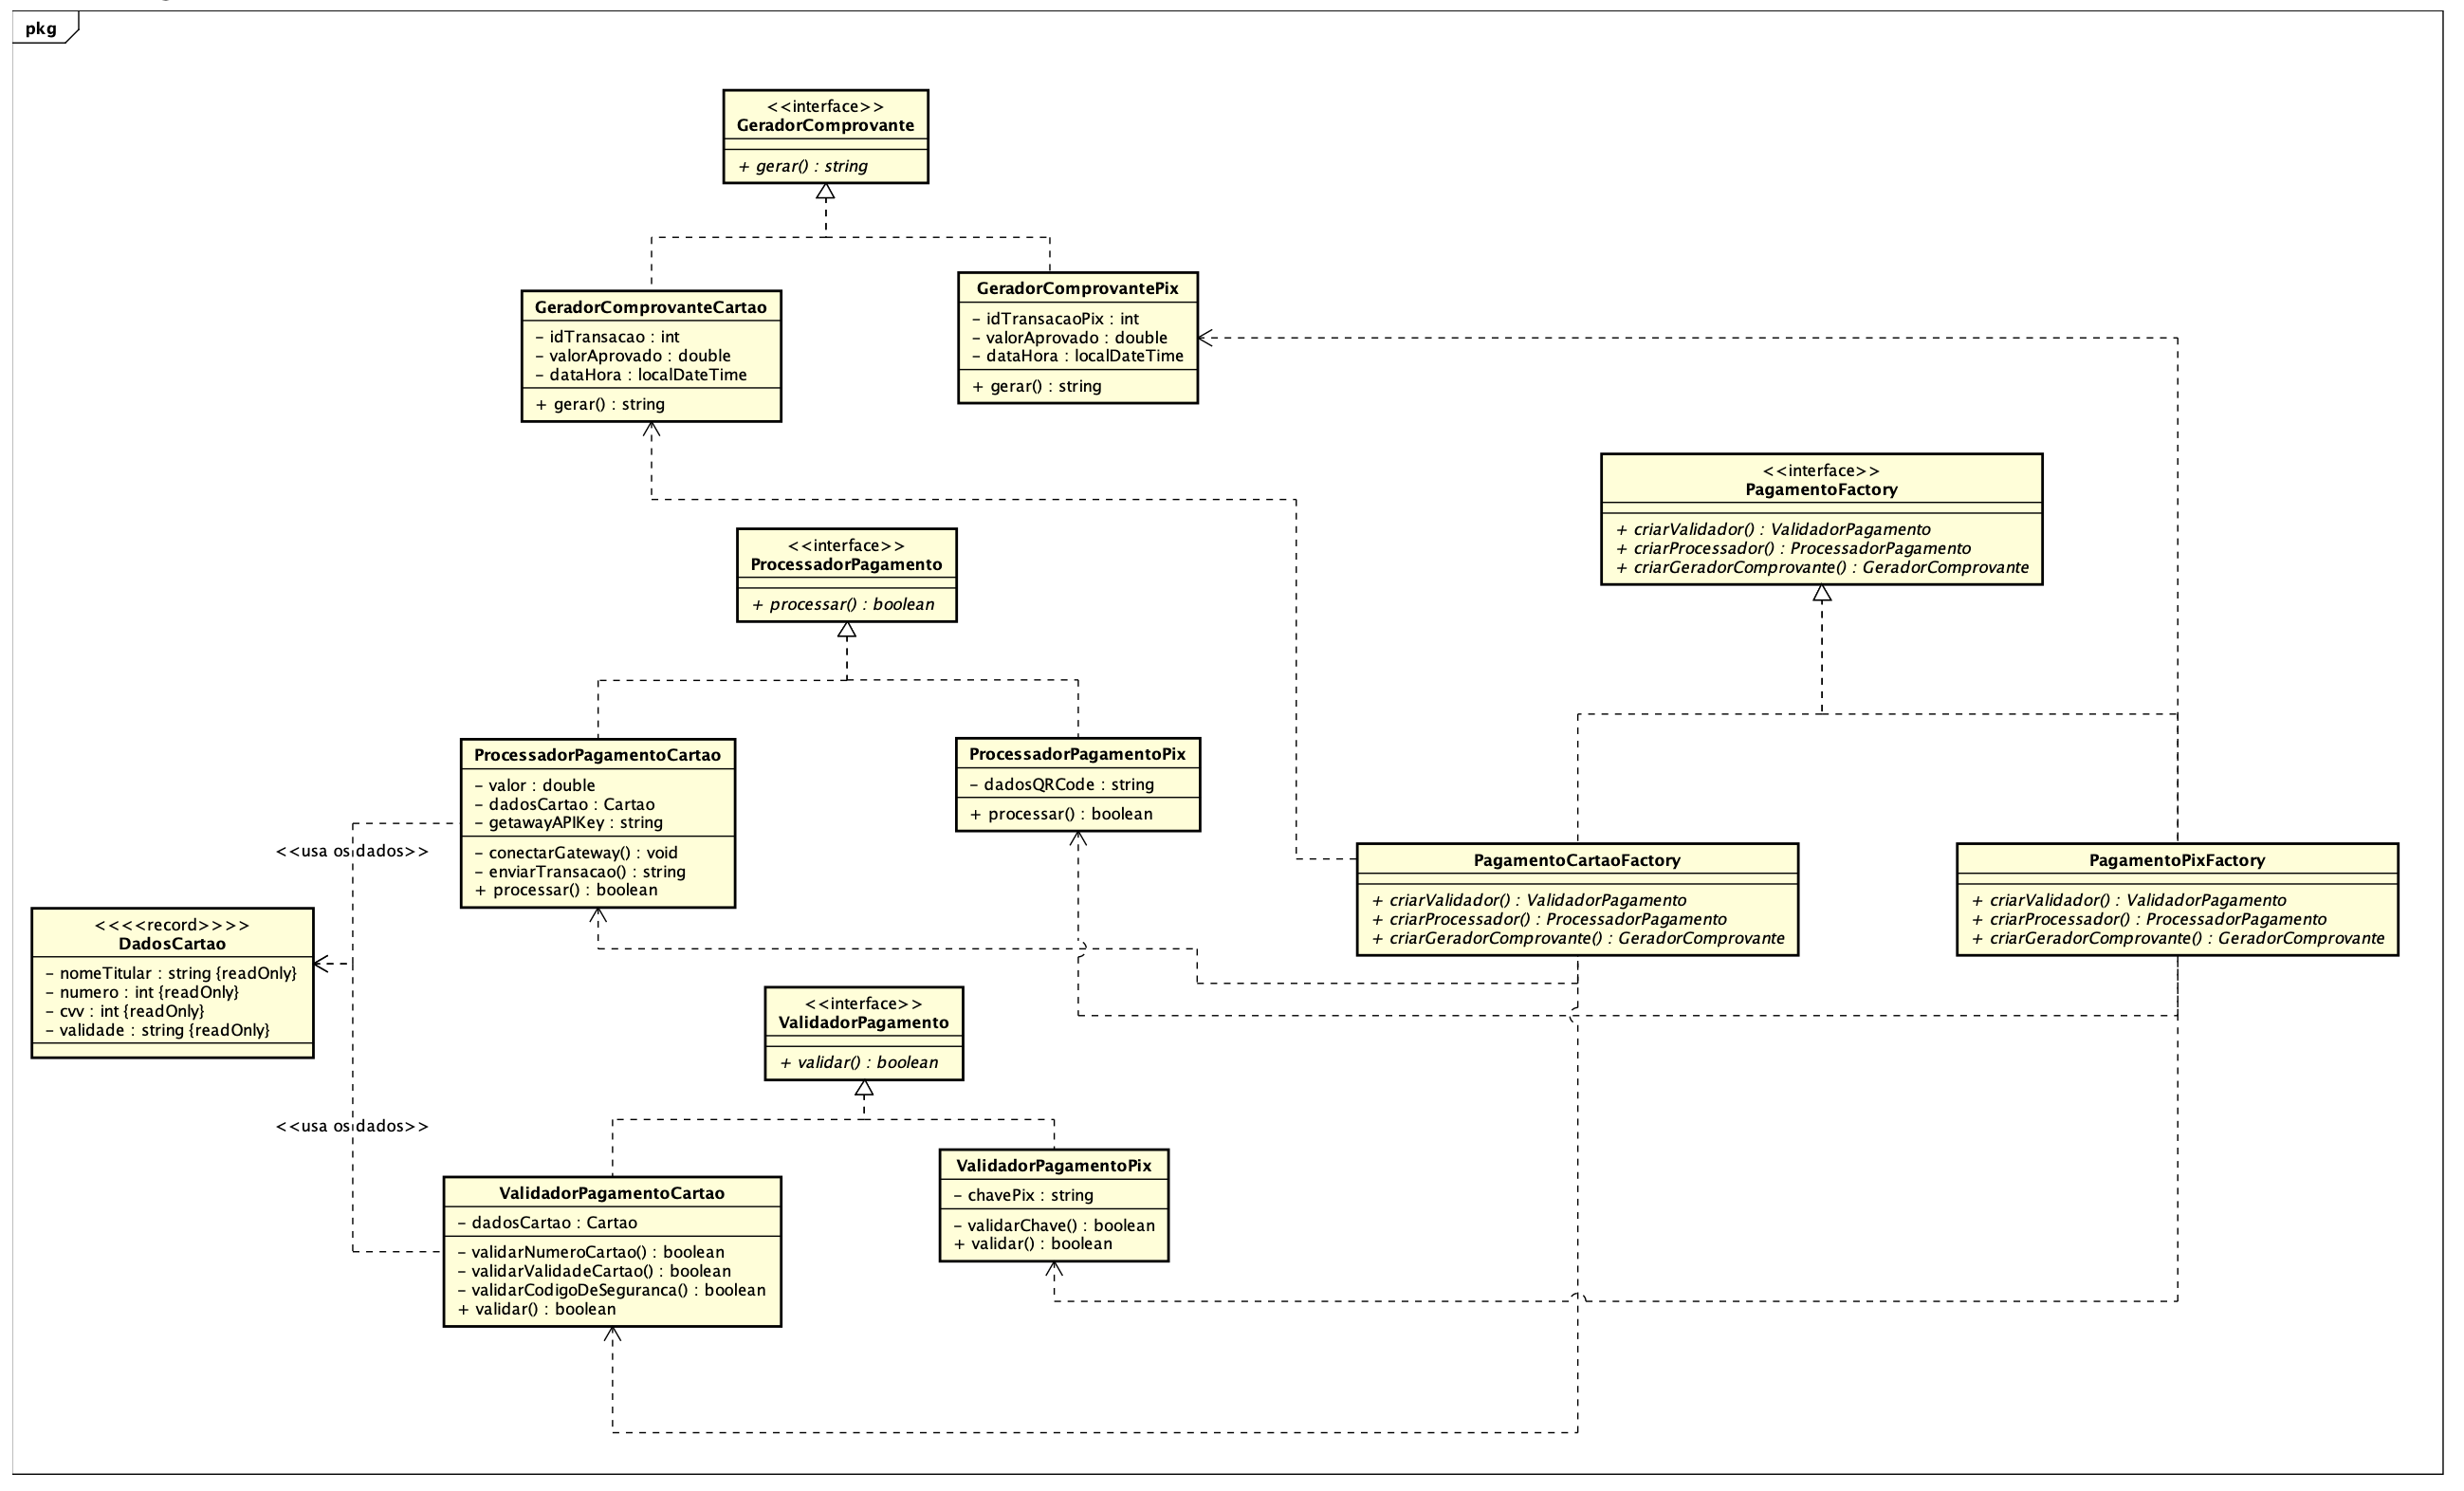 pkg
<<interface>>
GeradorComprovante
+ gerar() : string
GeradorComprovanteCartao
- idTransacao : int
- valorAprovado : double
- dataHora : localDateTime
+ gerar() : string
GeradorComprovantePix
- idTransacaoPix : int
- valorAprovado : double
- dataHora : localDateTime
+ gerar() : string
<<interface>>
PagamentoFactory
+ criarValidador() : ValidadorPagamento
+ criarProcessador() : ProcessadorPagamento
+ criarGeradorComprovante() : GeradorComprovante
<<interface>>
ProcessadorPagamento
+ processar() : boolean
ProcessadorPagamentoCartao
- valor : double
- dadosCartao : Cartao
- getawayAPIKey : string
- conectarGateway() : void
- enviarTransacao() : string
+ processar() : boolean
ProcessadorPagamentoPix
- dadosQRCode : string
+ processar() : boolean
<<usa os dados>>
PagamentoCartaoFactory
+ criarValidador() : ValidadorPagamento
+ criarProcessador() : ProcessadorPagamento
+ criarGeradorComprovante() : GeradorComprovante
PagamentoPixFactory
+ criarValidador() : ValidadorPagamento
+ criarProcessador() : ProcessadorPagamento
+ criarGeradorComprovante() : GeradorComprovante
<<<<record>>>>
DadosCartao
- nomeTitular : string {readOnly}
- numero : int {readOnly}
- cvv : int {readOnly}
- validade : string {readOnly}
<<interface>>
ValidadorPagamento
+ validar() : boolean
<<usa os dados>>
ValidadorPagamentoCartao
- dadosCartao : Cartao
- validarNumeroCartao() : boolean
- validarValidadeCartao() : boolean
- validarCodigoDeSeguranca() : boolean
+ validar() : boolean
ValidadorPagamentoPix
- chavePix : string
- validarChave() : boolean
+ validar() : boolean